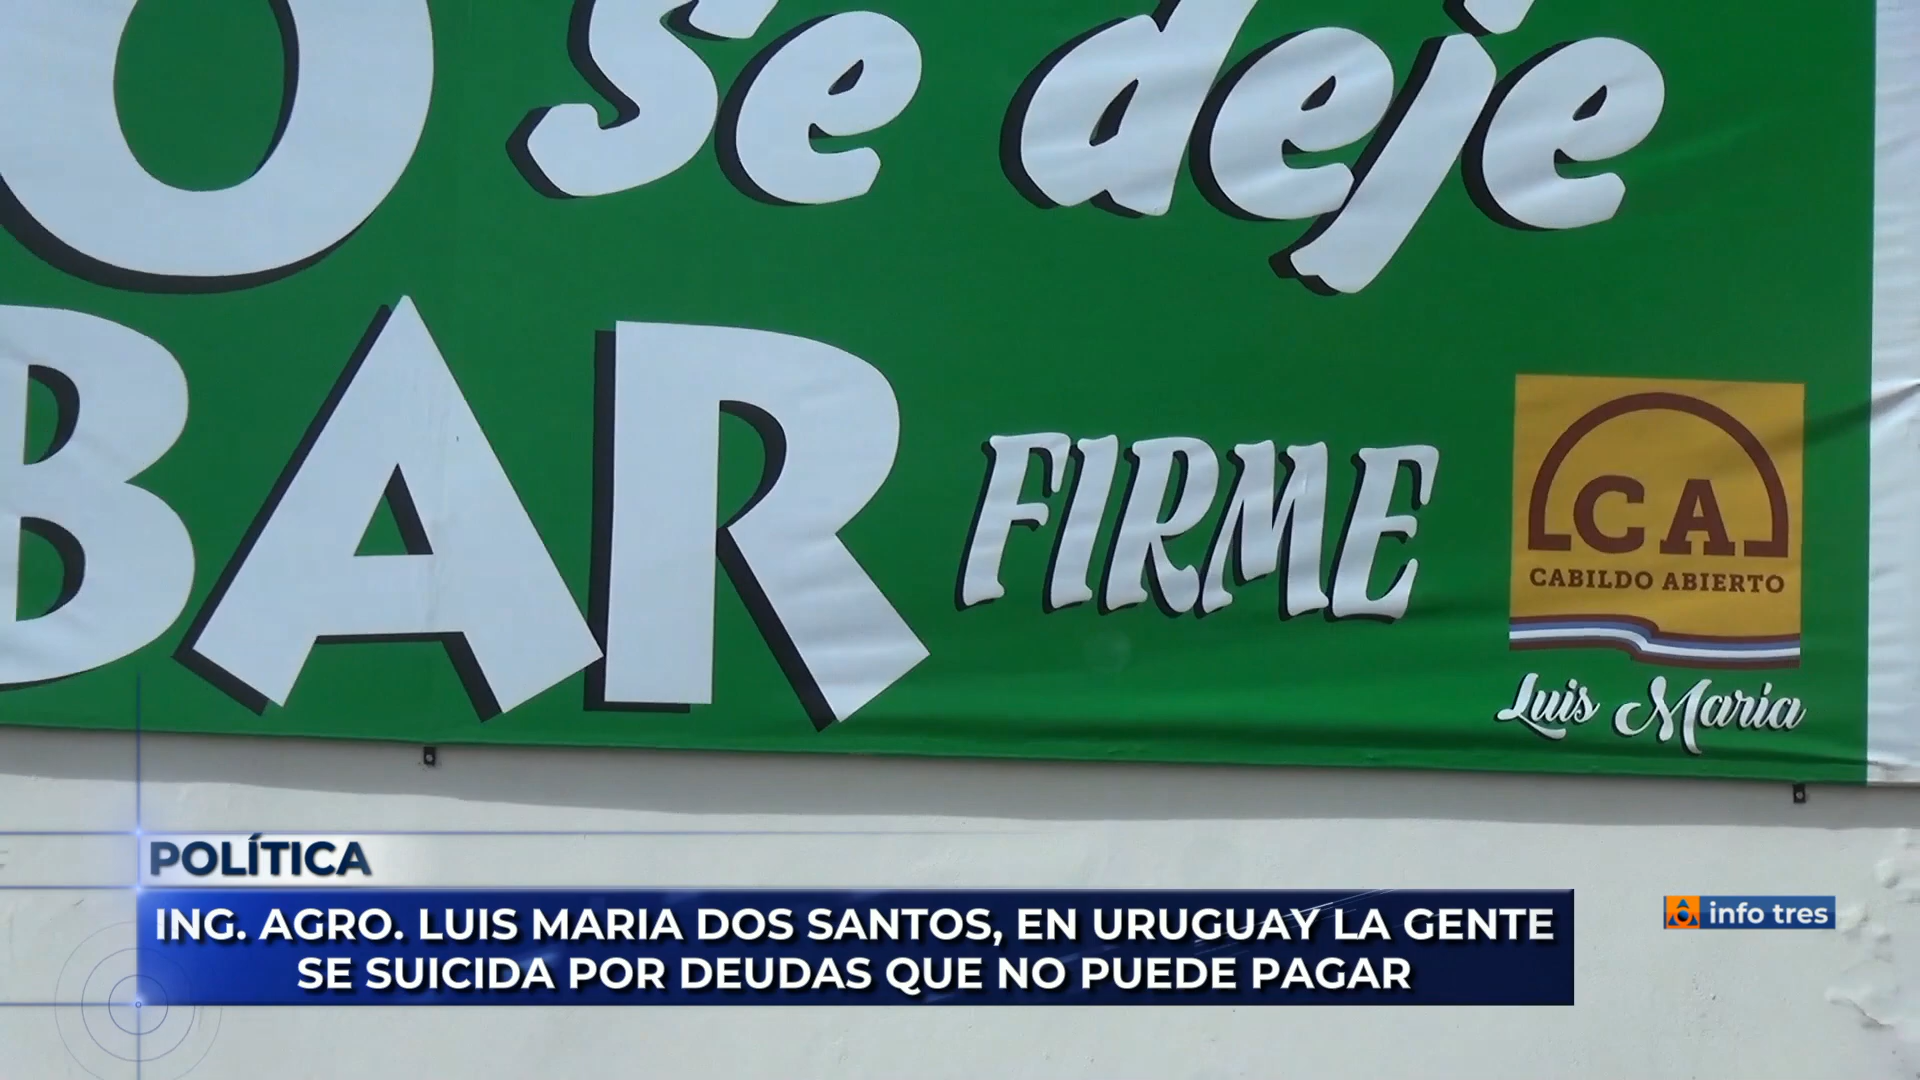 O se deje
BAR FIRME
CA
CABILDO ABIERTO
Luis María
POLÍTICA
ING. AGRO. LUIS MARIA DOS SANTOS, EN URUGUAY LA GENTE
SE SUICIDA POR DEUDAS QUE NO PUEDE PAGAR
info tres